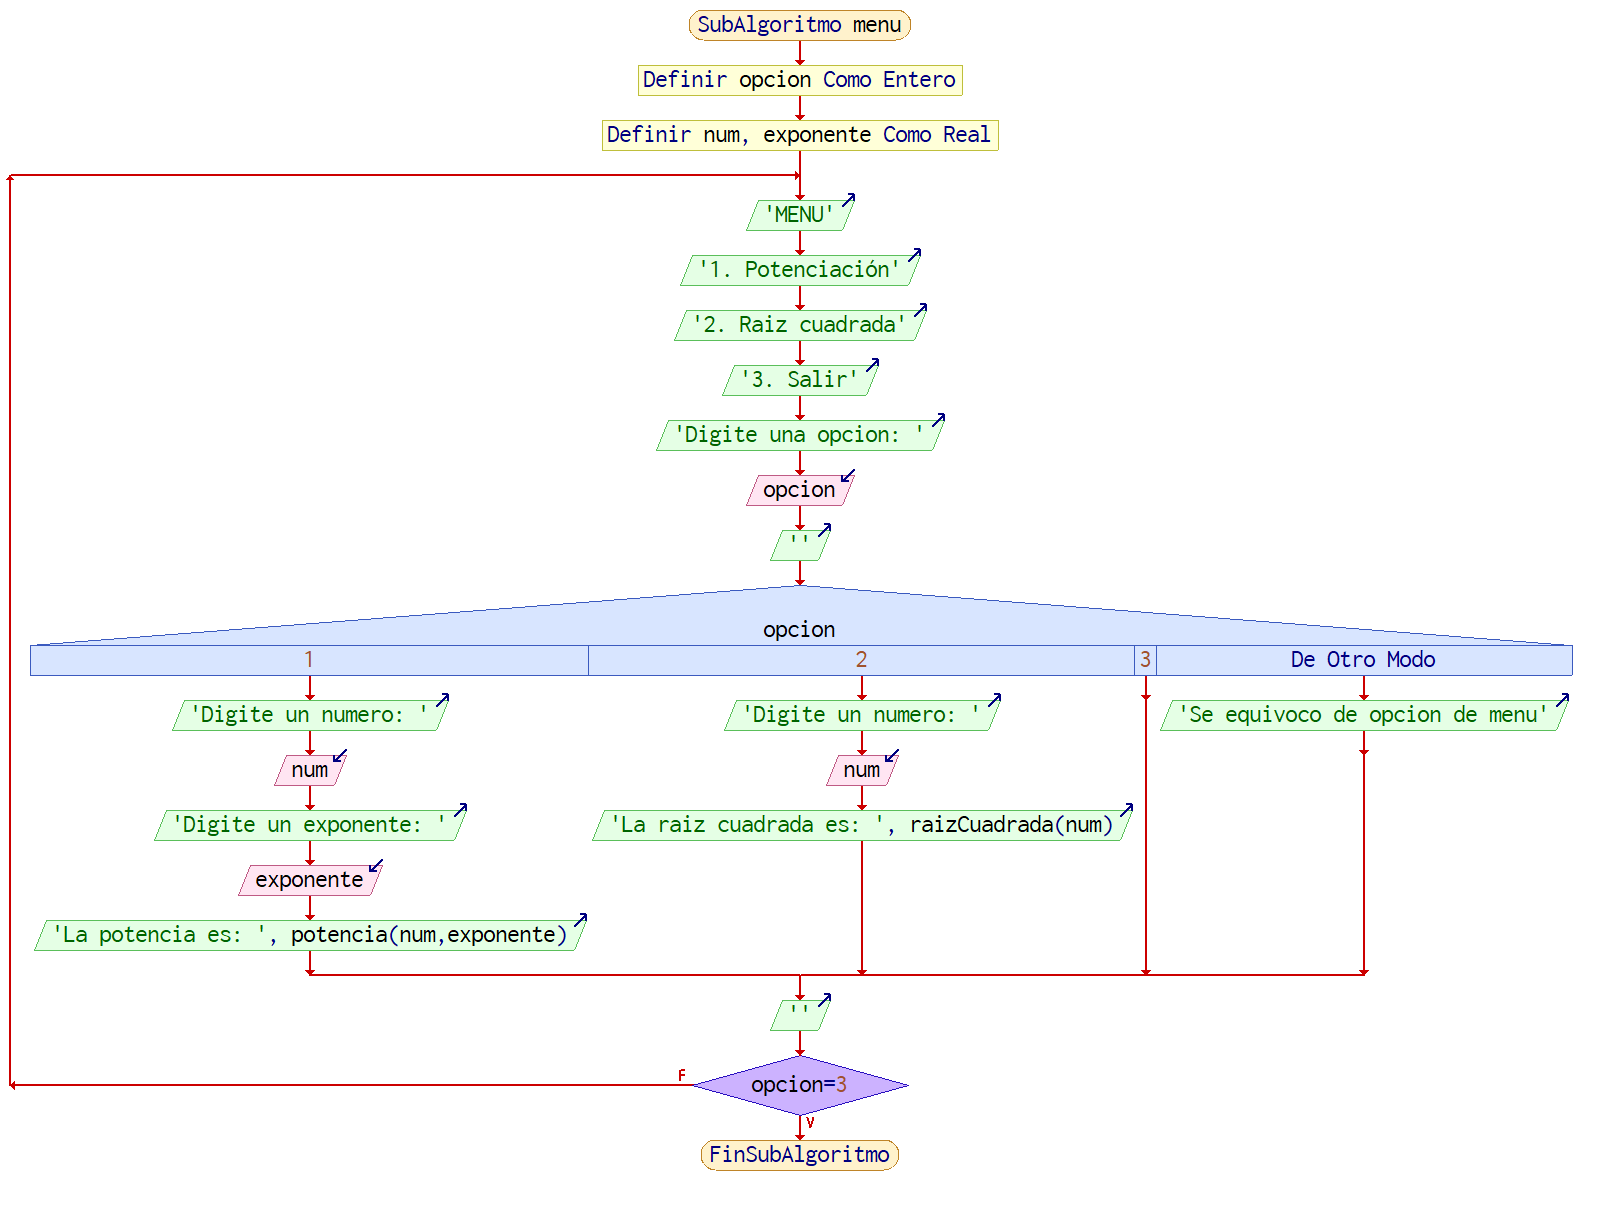 SubAlgoritmo menu
Definir opcion Como Entero
Definir num, exponente Como Real
'MENU'
'1. Potenciación'
'2. Raiz cuadrada'
'3. Salir'
'Digite una opcion: '
opcion
''
opcion
1 2 3 De Otro Modo
'Digite un numero: ' 'Digite un numero: ' 'Se equivoco de opcion de menu'
num num
'Digite un exponente: ' 'La raiz cuadrada es: ', raizCuadrada(num)
exponente
'La potencia es: ', potencia(num,exponente)
''
F
opcion=3
V
FinSubAlgoritmo